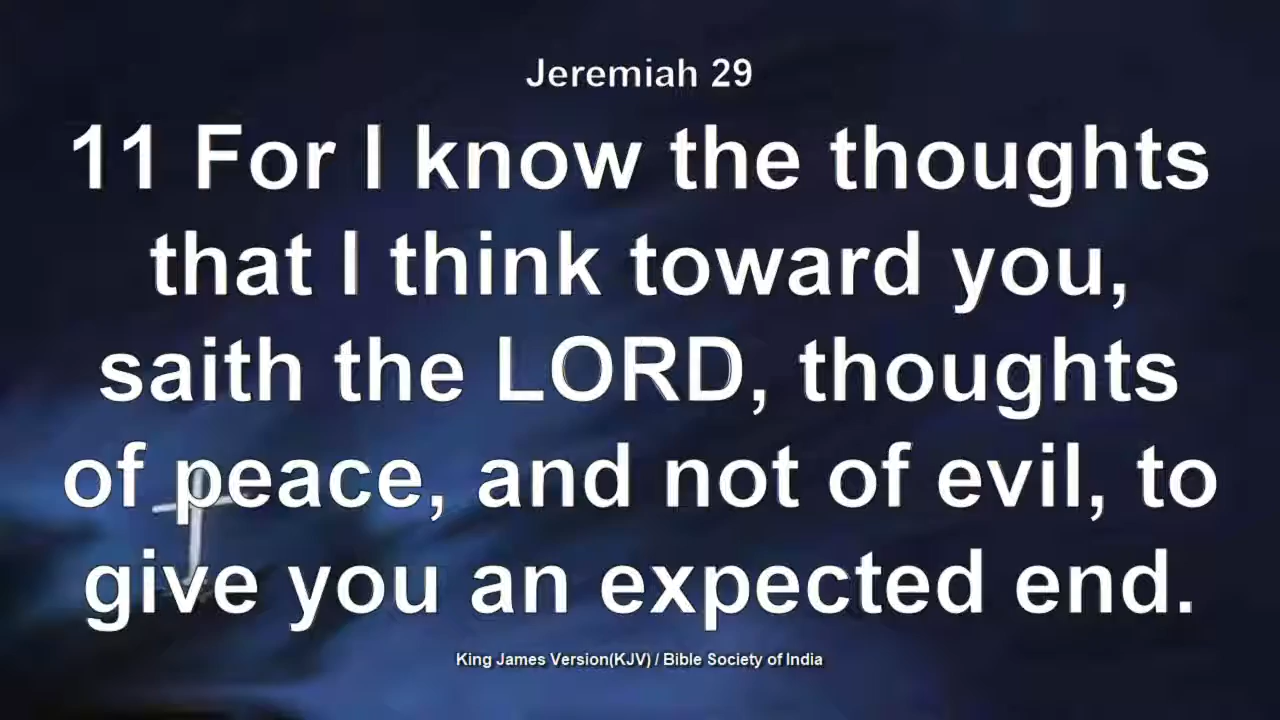 Jeremiah 29
11 For I know the thoughts
that I think toward you,
saith the LORD, thoughts
of peace, and not of evil, to
give you an expected end.
King James Version(KJV) / Bible Society of India